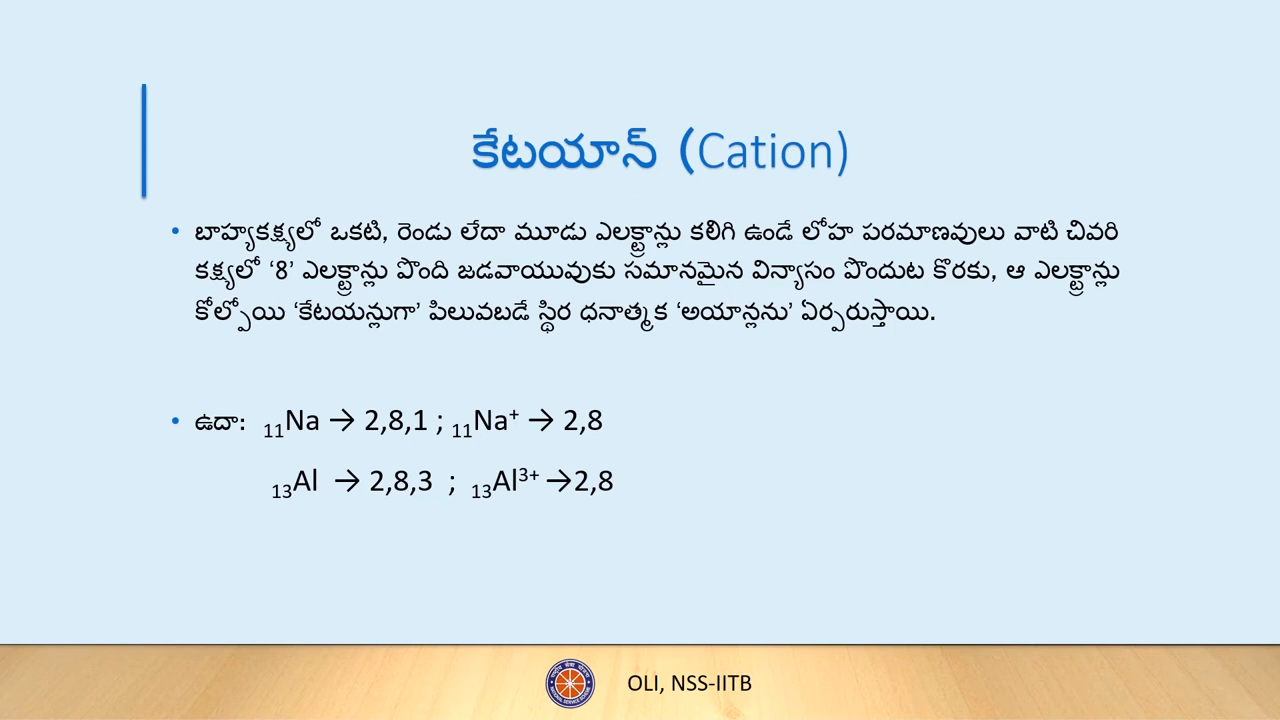 కేటయాన్ (Cation)
• బాహ్యకక్ష్యలో ఒకటి, రెండు లేదా మూడు ఎలక్ట్రాన్లు కలిగి ఉండే లోహ పరమాణవులు వాటి చివరి
కక్ష్యలో ‘8’ ఎలక్ట్రాన్లు పొంది జడవాయువుకు సమానమైన విన్యాసం పొందుట కొరకు, ఆ ఎలక్ట్రాన్లు
కోల్పోయి ‘కేటయన్లుగా’ పిలువబడే స్థిర ధనాత్మక ‘అయాన్లను’ ఏర్పరుస్తాయి.
• ఉదా: ₁₁Na → 2,8,1 ; ₁₁Na⁺ → 2,8
₁₃Al → 2,8,3 ; ₁₃Al³⁺ →2,8
OLI, NSS-IITB